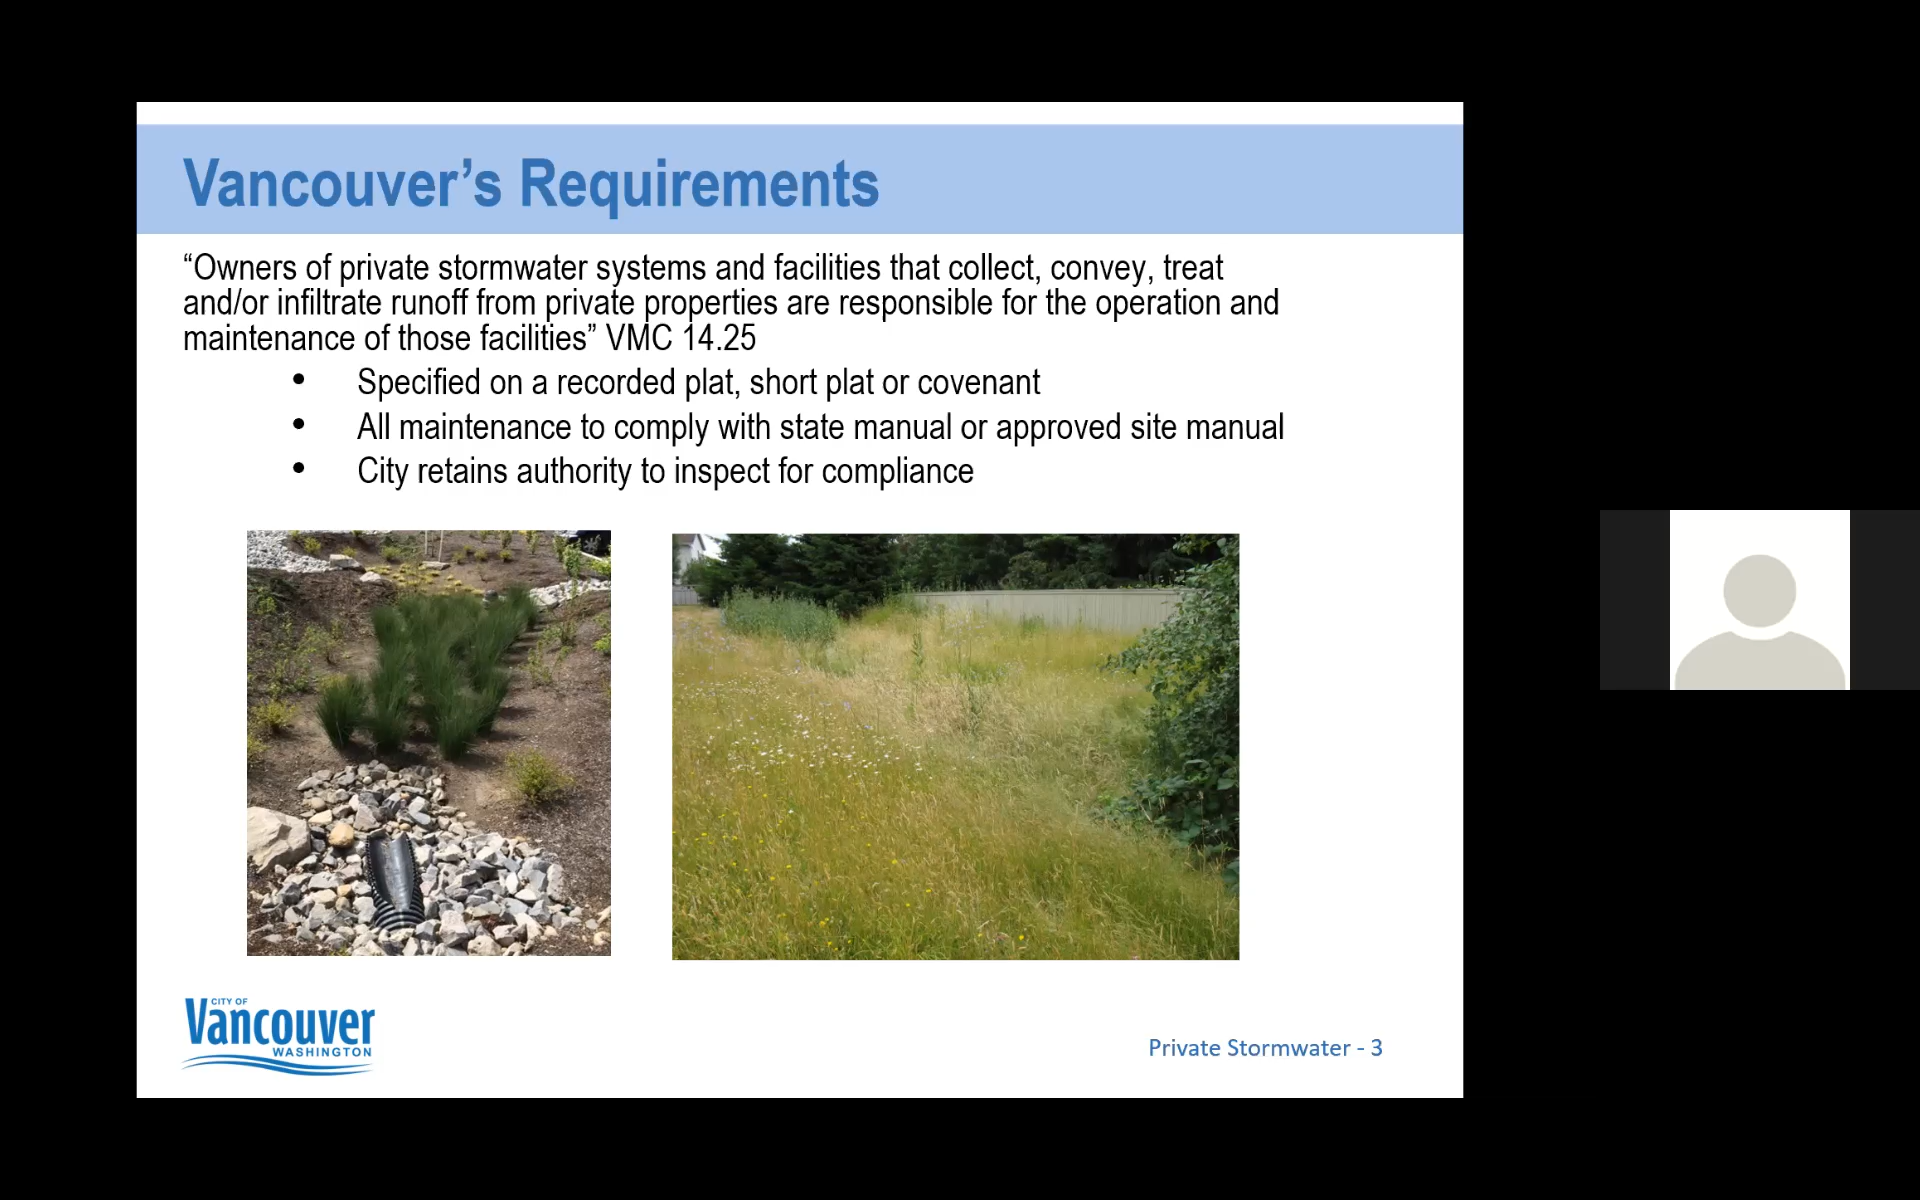 Vancouver’s Requirements
“Owners of private stormwater systems and facilities that collect, convey, treat
and/or infiltrate runoff from private properties are responsible for the operation and
maintenance of those facilities” VMC 14.25
• Specified on a recorded plat, short plat or covenant
• All maintenance to comply with state manual or approved site manual
• City retains authority to inspect for compliance
CITY OF
Vancouver
WASHINGTON
Private Stormwater - 3